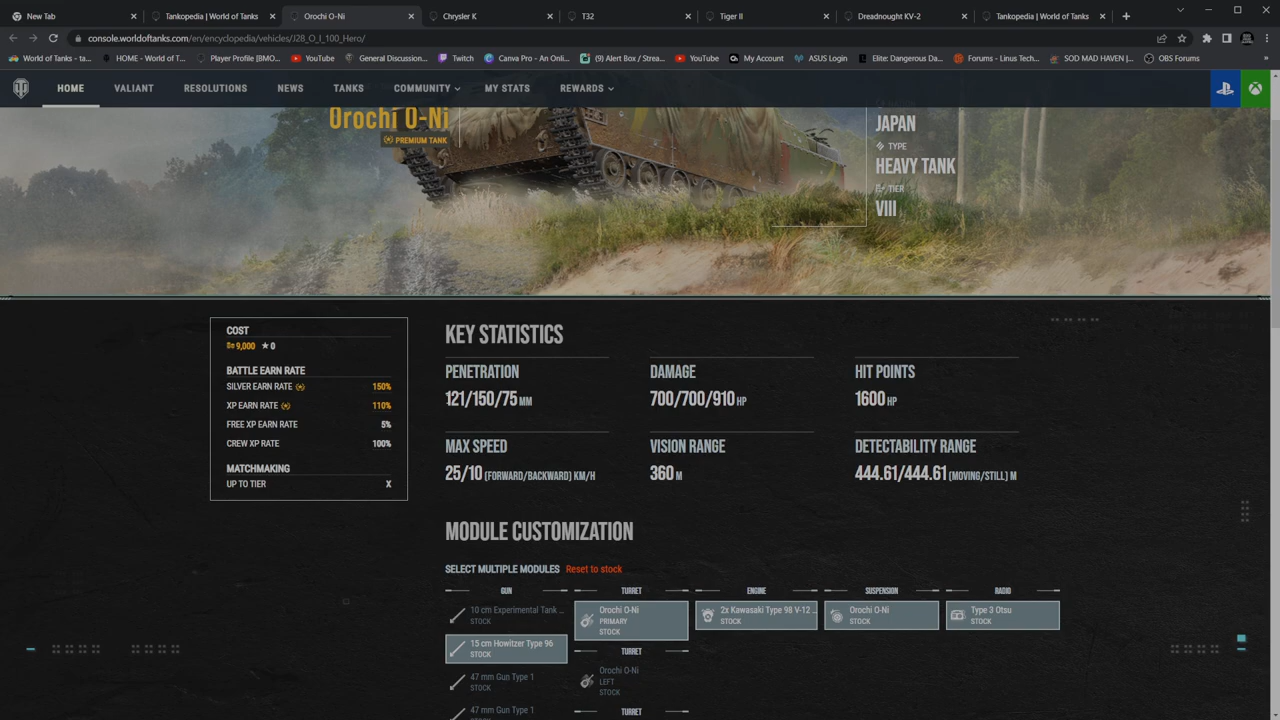 New Tab
Tankopedia | World of Tanks
Orochi O-Ni
Chrysler K
T32
Tiger II
Dreadnought KV-2
Tankopedia | World of Tanks
console.worldoftanks.com/en/encyclopedia/vehicles/J28_O_I_100_Hero/
World of Tanks - ta...
HOME - World of T...
Player Profile [BMO...
YouTube
General Discussion...
Twitch
Canva Pro - An Onli...
(9) Alert Box / Strea...
YouTube
My Account
ASUS Login
Elite: Dangerous Da...
Forums - Linus Tech...
SOD MAD HAVEN |...
OBS Forums
»
HOME
VALIANT
RESOLUTIONS
NEWS
TANKS
COMMUNITY
MY STATS
REWARDS
Orochi O-Ni
PREMIUM TANK
JAPAN
TYPE
HEAVY TANK
TIER
VIII
COST
9,000 ★ 0
BATTLE EARN RATE
SILVER EARN RATE 150%
XP EARN RATE 110%
FREE XP EARN RATE 5%
CREW XP RATE 100%
MATCHMAKING
UP TO TIER X
KEY STATISTICS
PENETRATION
121/150/75 MM
DAMAGE
700/700/910 HP
HIT POINTS
1600 HP
MAX SPEED
25/10 (FORWARD/BACKWARD) KM/H
VISION RANGE
360 M
DETECTABILITY RANGE
444.61/444.61 (MOVING/STILL) M
MODULE CUSTOMIZATION
SELECT MULTIPLE MODULES Reset to stock
GUN
TURRET
ENGINE
SUSPENSION
RADIO
10 cm Experimental Tank ...
STOCK
Orochi O-Ni
PRIMARY
STOCK
2x Kawasaki Type 98 V-12 ...
STOCK
Orochi O-Ni
STOCK
Type 3 Otsu
STOCK
15 cm Howitzer Type 96
STOCK
TURRET
47 mm Gun Type 1
STOCK
Orochi O-Ni
LEFT
STOCK
47 mm Gun Type 1
TURRET